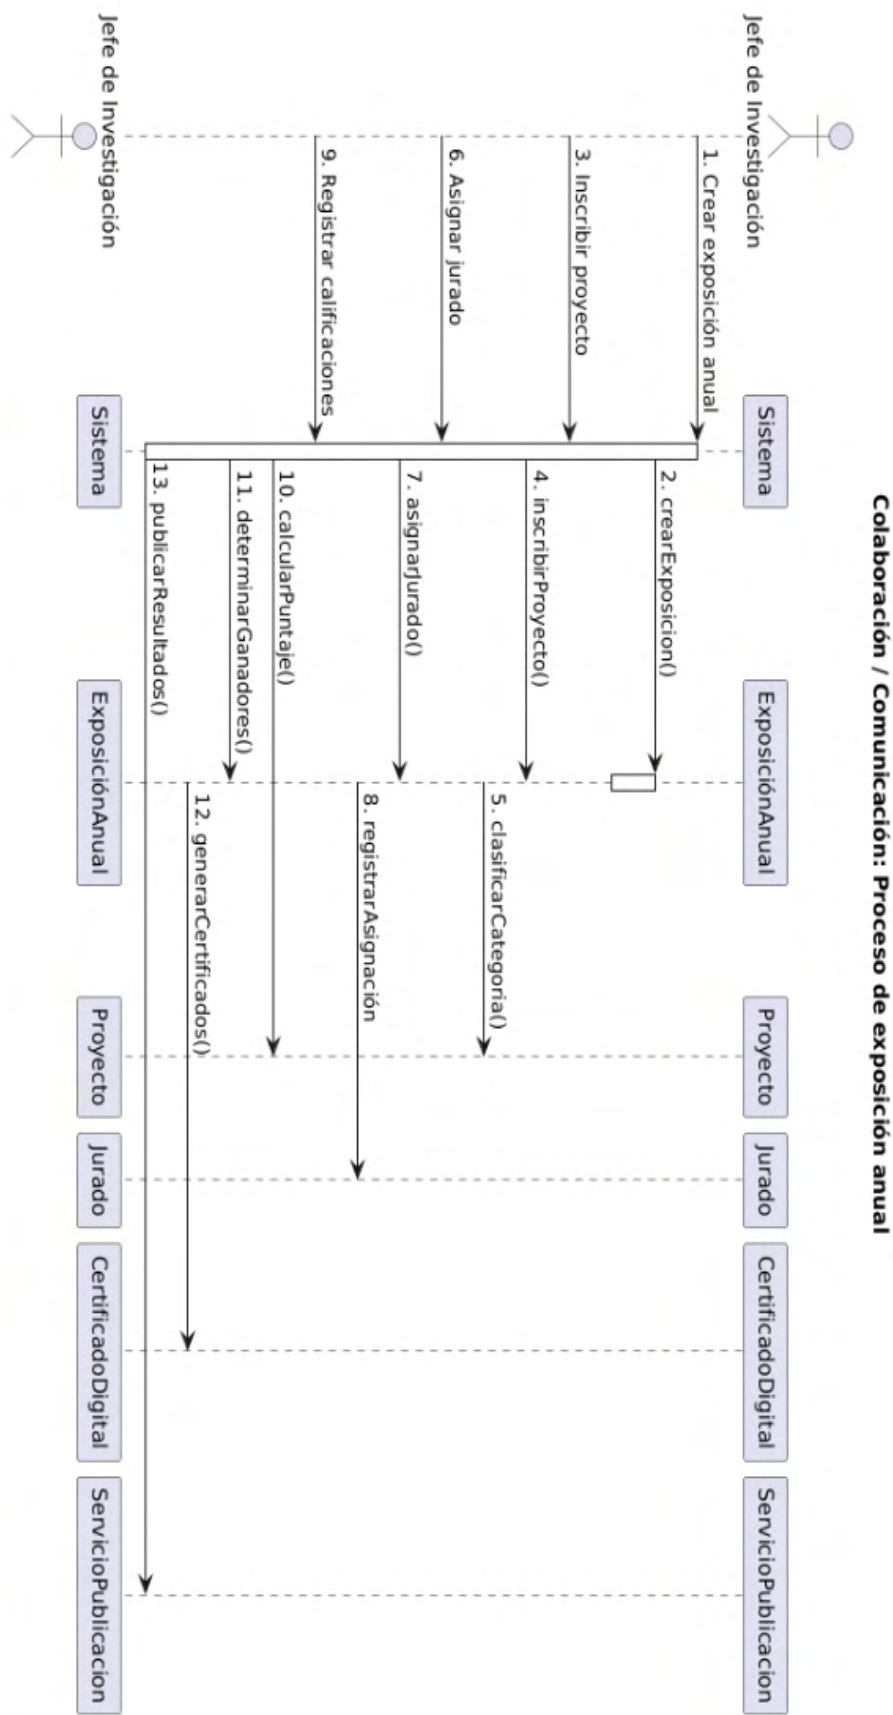 Colaboración / Comunicación: Proceso de exposición anual
Jefe de Investigación
Sistema
ExposiciónAnual
Proyecto
Jurado
CertificadoDigital
ServicioPublicacion
1. Crear exposición anual
2. crearExposicion()
3. Inscribir proyecto
4. inscribirProyecto()
5. clasificarCategoria()
6. Asignar jurado
7. asignarJurado()
8. registrarAsignación
9. Registrar calificaciones
10. calcularPuntaje()
11. determinarGanadores()
12. generarCertificados()
13. publicarResultados()
Jefe de Investigación
Sistema
ExposiciónAnual
Proyecto
Jurado
CertificadoDigital
ServicioPublicacion